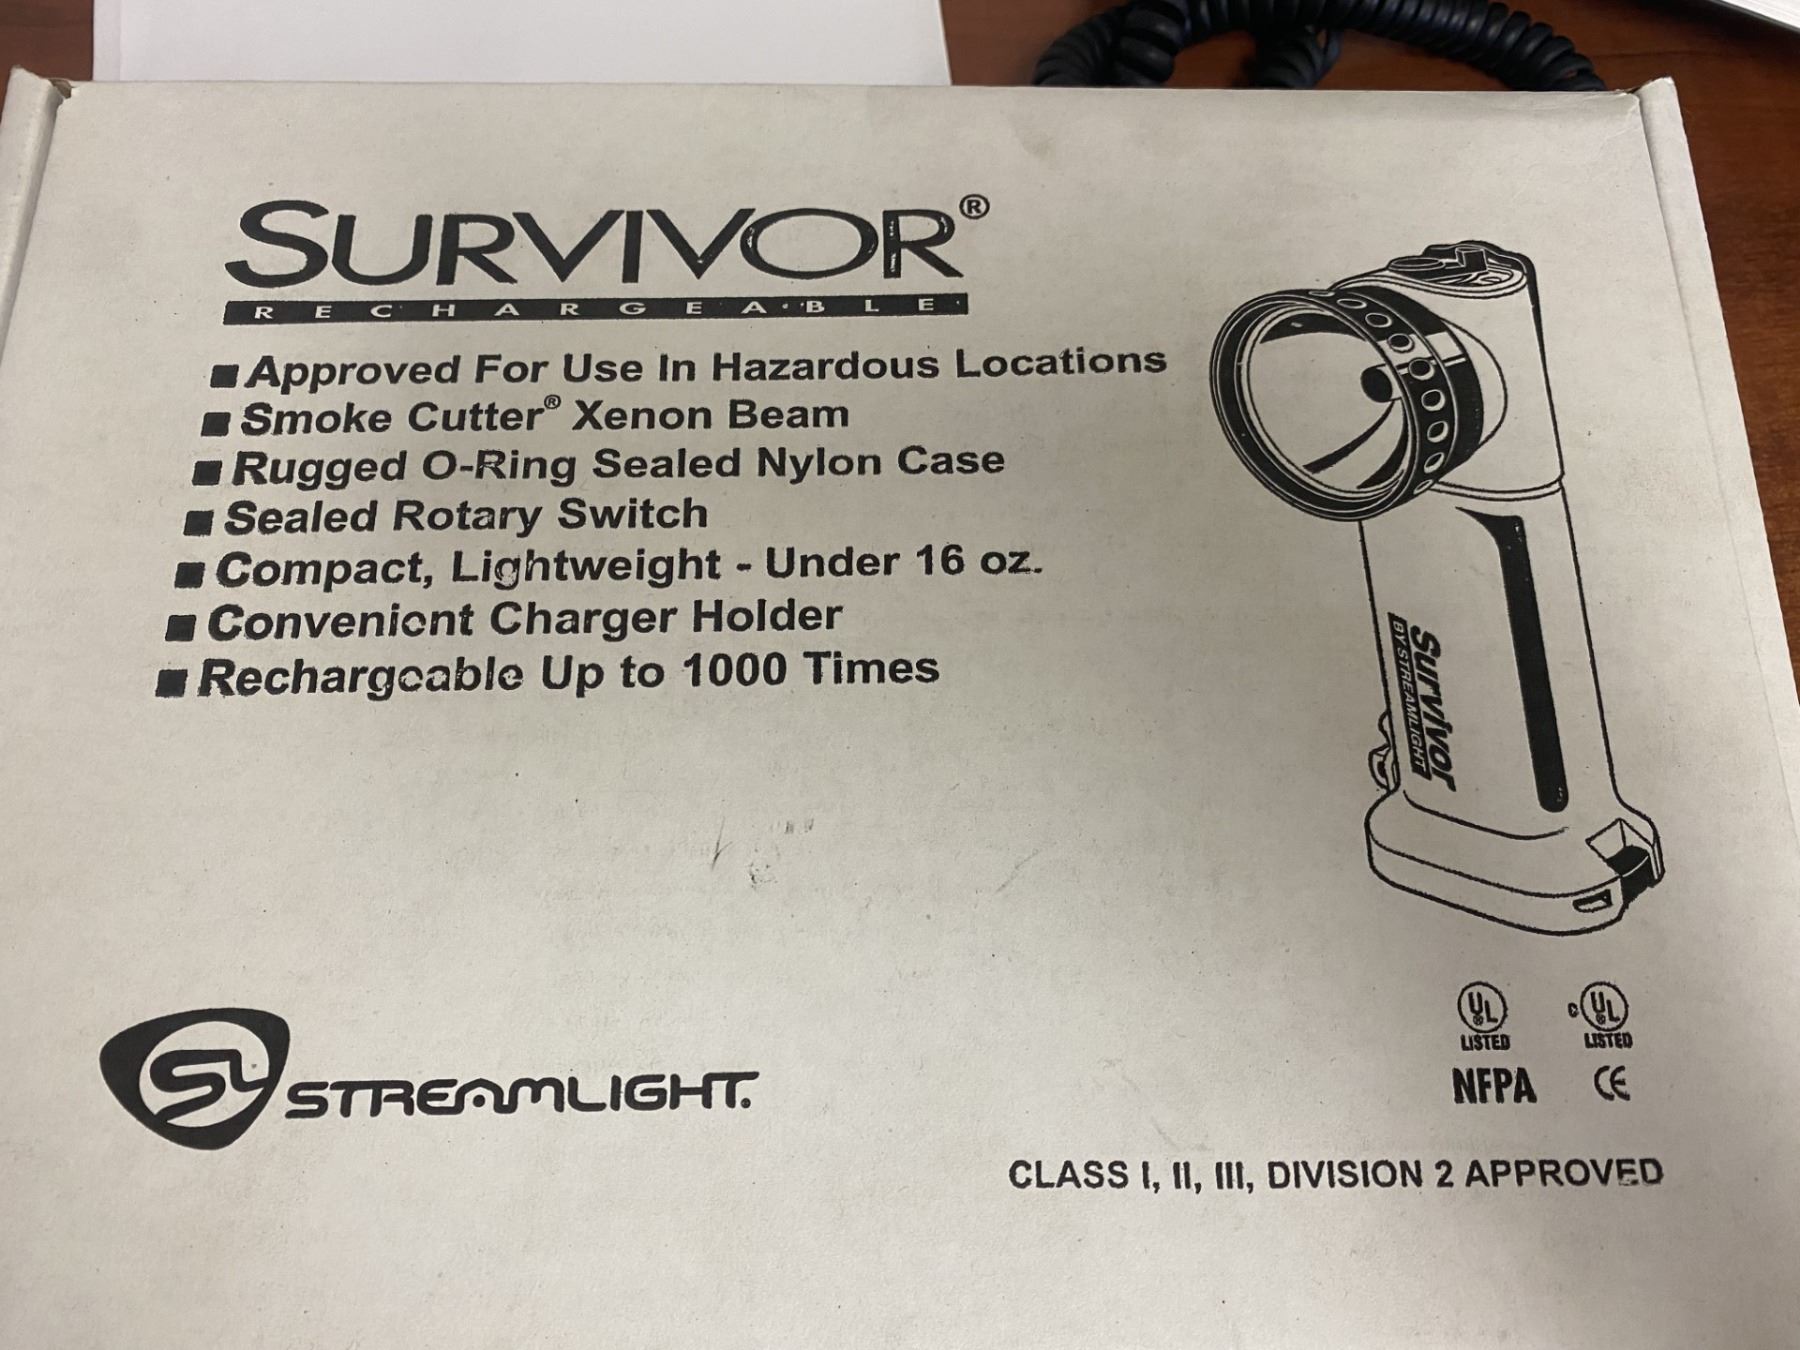 SURVIVOR®
RECHARGEABLE
■ Approved For Use In Hazardous Locations
■ Smoke Cutter® Xenon Beam
■ Rugged O-Ring Sealed Nylon Case
■ Sealed Rotary Switch
■ Compact, Lightweight - Under 16 oz.
■ Convenient Charger Holder
■ Rechargeable Up to 1000 Times
Survivor
BY STREAMLIGHT
SL STREAMLIGHT®
UL LISTED
C UL LISTED
NFPA CE
CLASS I, II, III, DIVISION 2 APPROVED